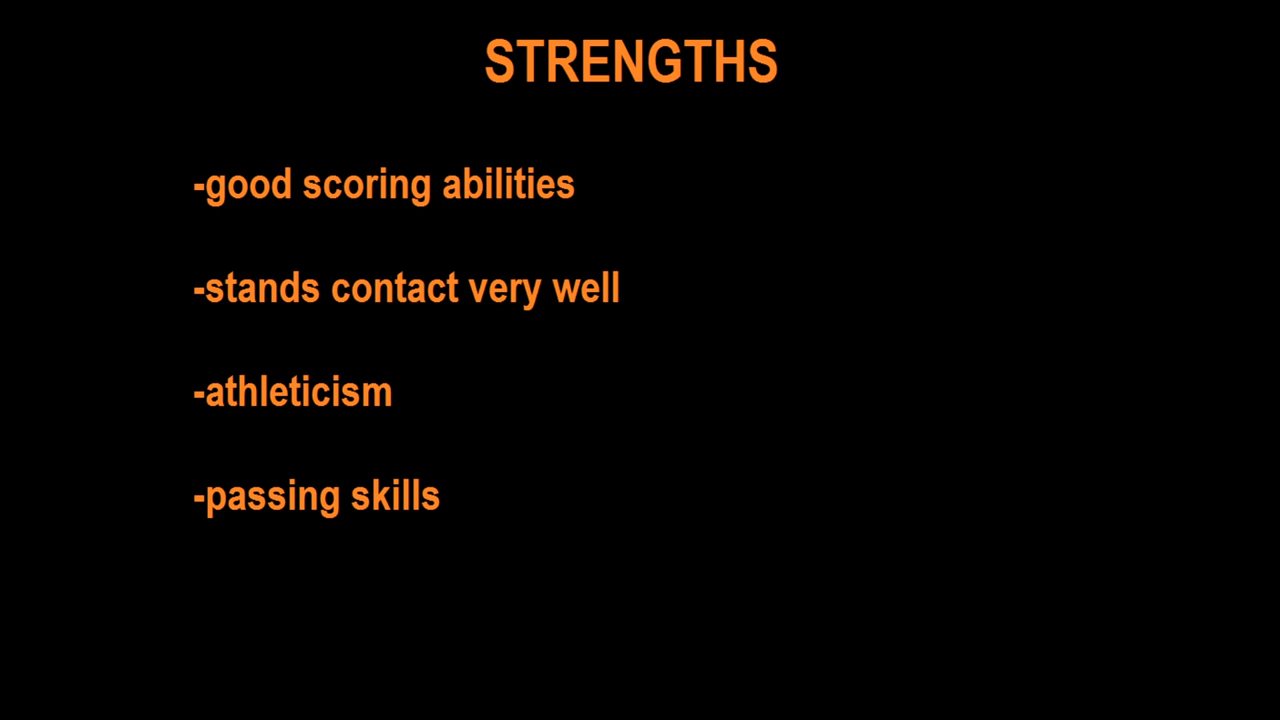 STRENGTHS
-good scoring abilities
-stands contact very well
-athleticism
-passing skills